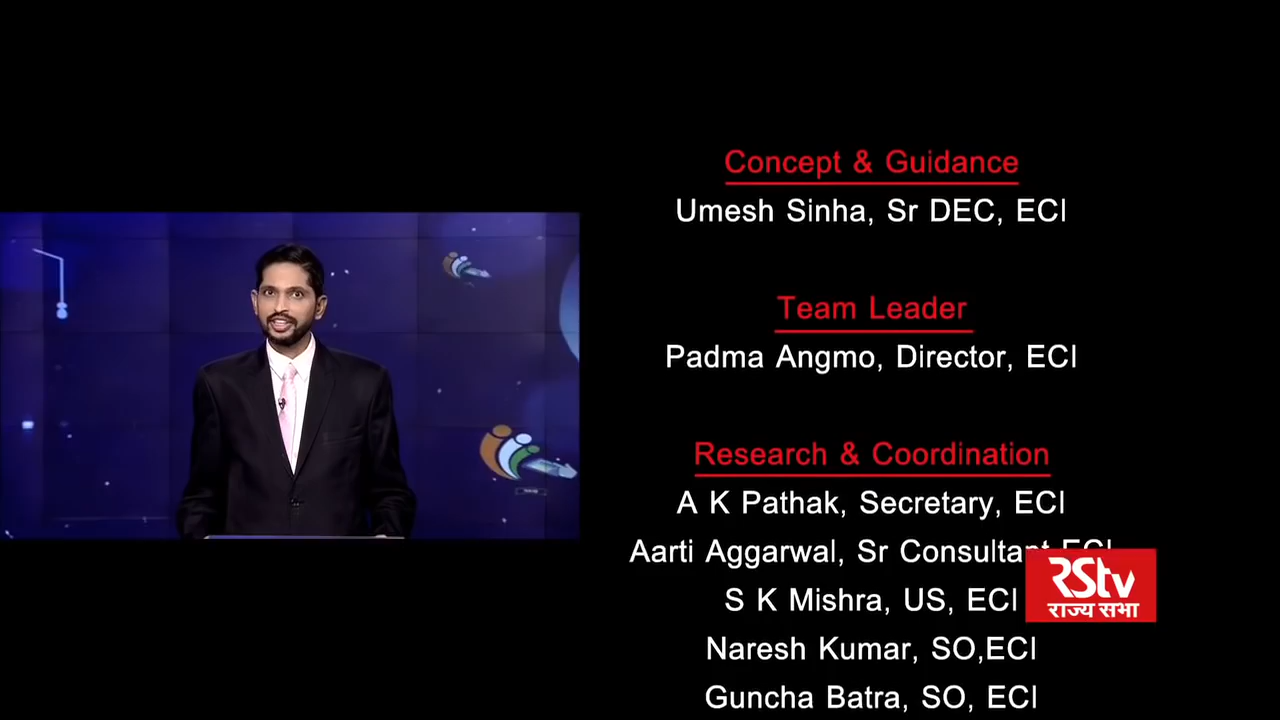 Concept & Guidance
Umesh Sinha, Sr DEC, ECI
Team Leader
Padma Angmo, Director, ECI
Research & Coordination
A K Pathak, Secretary, ECI
Aarti Aggarwal, Sr Consultant ECI
S K Mishra, US, ECI
Naresh Kumar, SO,ECI
Guncha Batra, SO, ECI
RStv
राज्य सभा